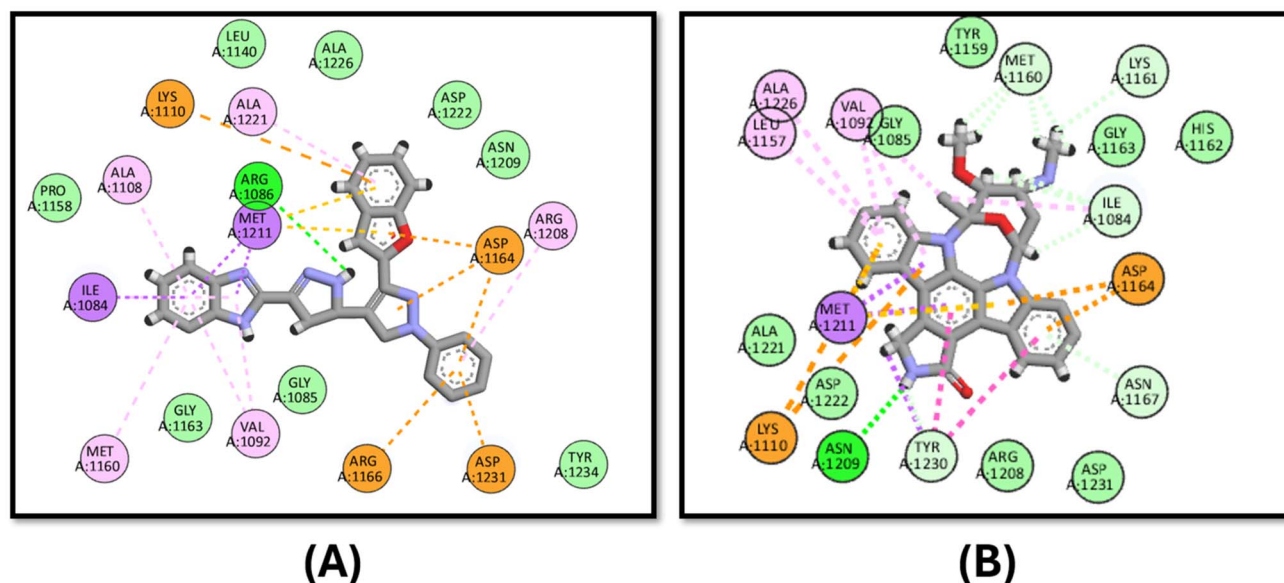 LEU
A:1140
ALA
A:1226
LYS
A:1110
ALA
A:1221
ASP
A:1222
ASN
A:1209
ALA
A:1108
ARG
A:1086
PRO
A:1158
MET
A:1211
ARG
A:1208
ASP
A:1164
ILE
A:1084
GLY
A:1085
GLY
A:1163
VAL
A:1092
MET
A:1160
ARG
A:1166
ASP
A:1231
TYR
A:1234
(A)
TYR
A:1159
MET
A:1160
LYS
A:1161
ALA
A:1226
VAL
A:1092
LEU
A:1157
GLY
A:1085
GLY
A:1163
HIS
A:1162
ILE
A:1084
ASP
A:1164
MET
A:1211
ALA
A:1221
ASP
A:1222
ASN
A:1167
LYS
A:1110
ASN
A:1209
TYR
A:1230
ARG
A:1208
ASP
A:1231
(B)